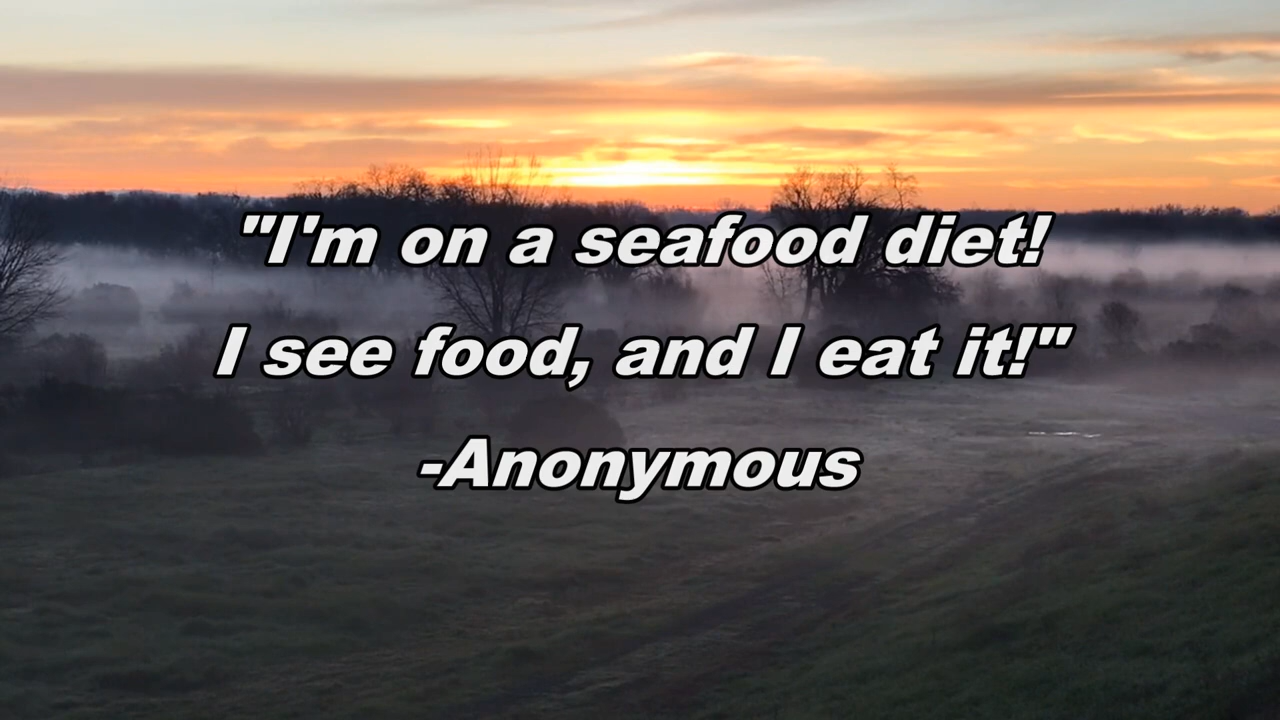 "I'm on a seafood diet!
I see food, and I eat it!"
-Anonymous